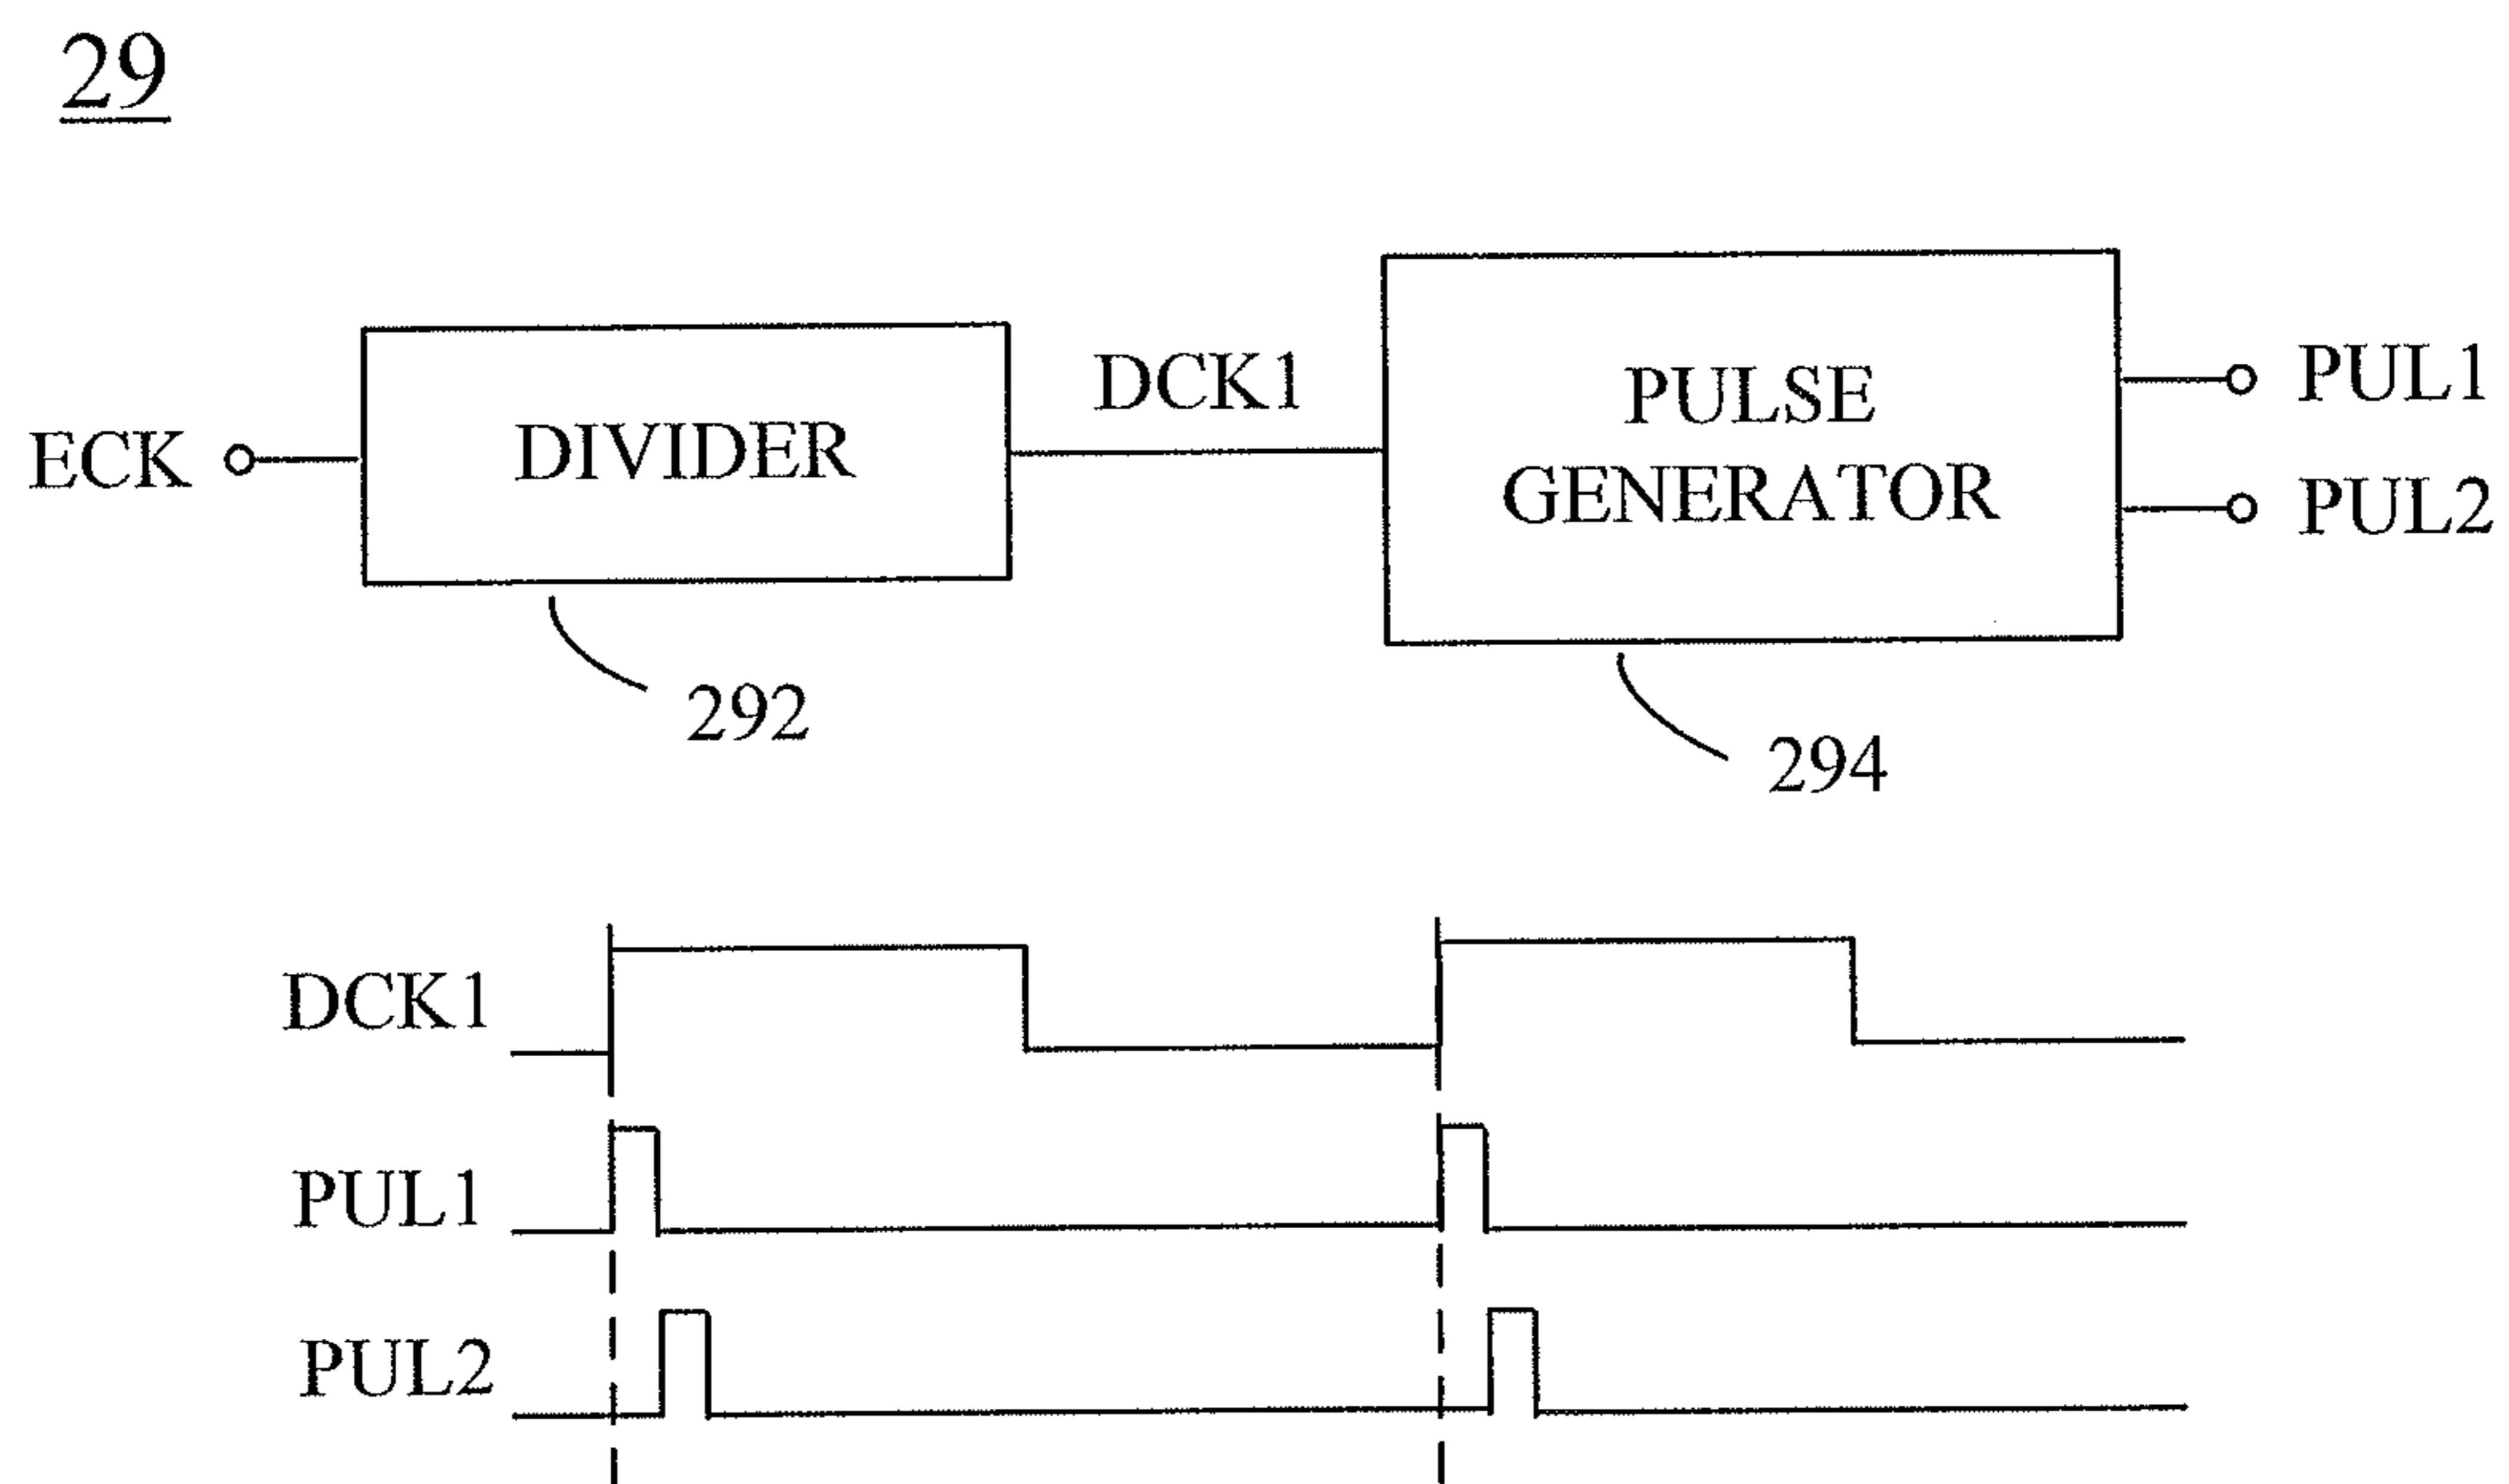 29
ECK
DIVIDER
DCK1
PULSE
GENERATOR
PUL1
PUL2
292
294
DCK1
PUL1
PUL2